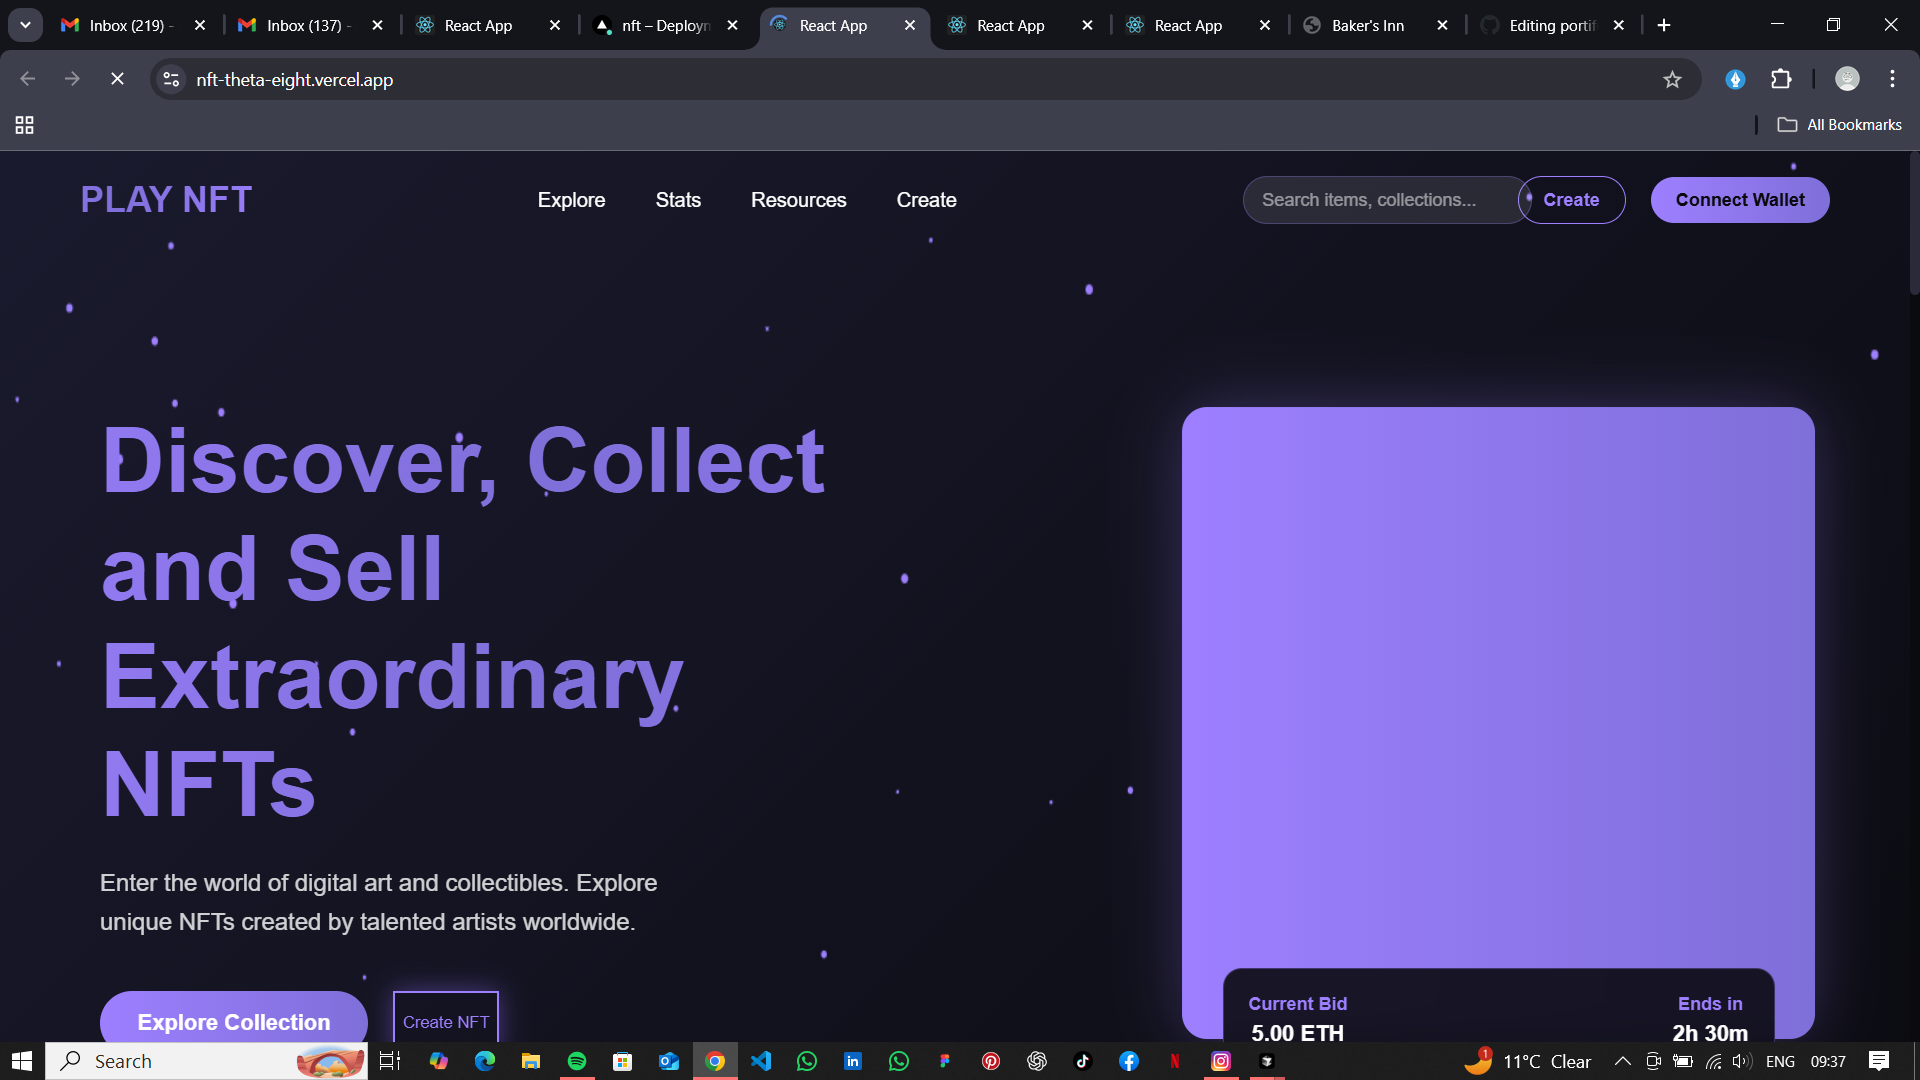 Inbox (219) -
Inbox (137) -
React App
nft – Deployn
React App
React App
React App
Baker's Inn
Editing portif
nft-theta-eight.vercel.app
All Bookmarks
PLAY NFT
Explore
Stats
Resources
Create
Search items, collections...
Create
Connect Wallet
Discover, Collect
and Sell
Extraordinary
NFTs
Enter the world of digital art and collectibles. Explore
unique NFTs created by talented artists worldwide.
Explore Collection
Create NFT
Current Bid
5.00 ETH
Ends in
2h 30m
Search
1
11°C Clear
ENG
09:37